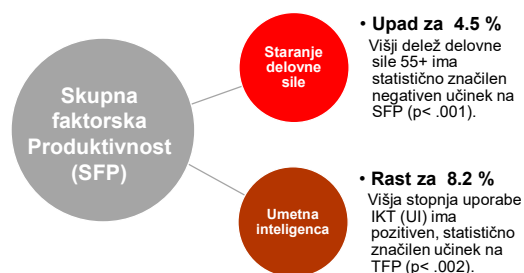 Skupna
faktorska
Produktivnost
(SFP)
Staranje
delovne
sile
• Upad za 4.5 %
Višji delež delovne
sile 55+ ima
statistično značilen
negativen učinek na
SFP (p< .001).
Umetna
inteligenca
• Rast za 8.2 %
Višja stopnja uporabe
IKT (UI) ima
pozitiven, statistično
značilen učinek na
TFP (p< .002).